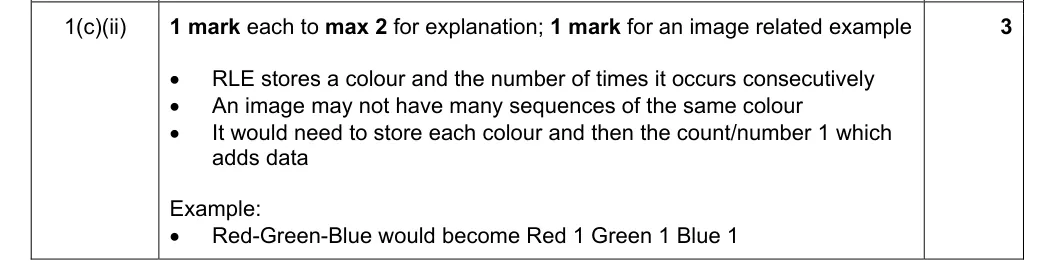 1(c)(ii) 1 mark each to max 2 for explanation; 1 mark for an image related example 3
• RLE stores a colour and the number of times it occurs consecutively
• An image may not have many sequences of the same colour
• It would need to store each colour and then the count/number 1 which
adds data
Example:
• Red-Green-Blue would become Red 1 Green 1 Blue 1